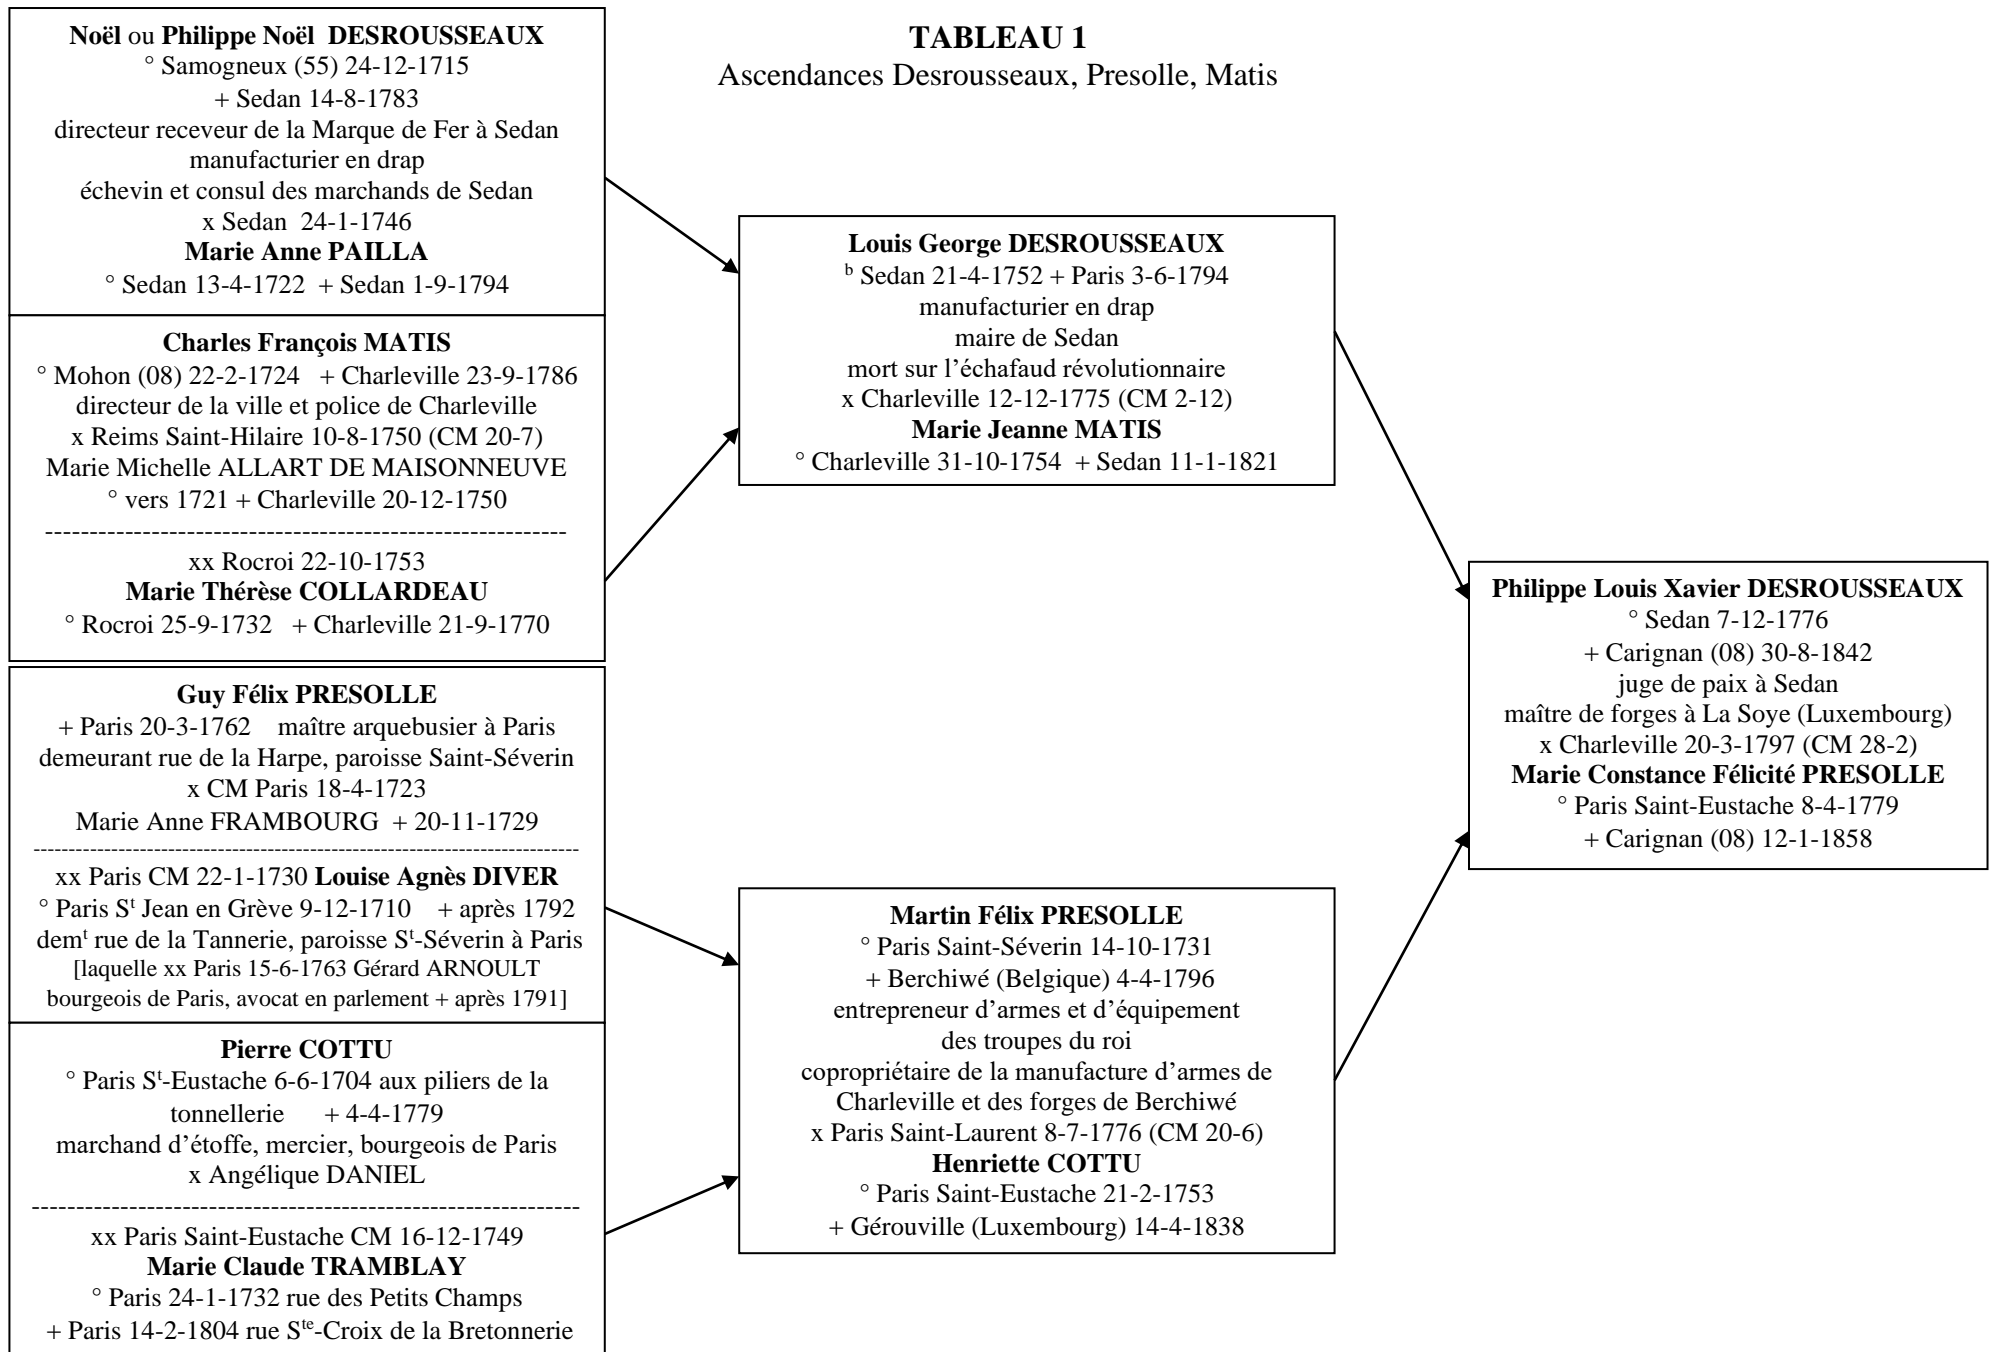 TABLEAU 1
Ascendances Desrousseaux, Presolle, Matis
Noël ou Philippe Noël DESROUSSEAUX
° Samogneux (55) 24-12-1715
+ Sedan 14-8-1783
directeur receveur de la Marque de Fer à Sedan
manufacturier en drap
échevin et consul des marchands de Sedan
x Sedan 24-1-1746
Marie Anne PAILLA
° Sedan 13-4-1722 + Sedan 1-9-1794
Charles François MATIS
° Mohon (08) 22-2-1724 + Charleville 23-9-1786
directeur de la ville et police de Charleville
x Reims Saint-Hilaire 10-8-1750 (CM 20-7)
Marie Michelle ALLART DE MAISONNEUVE
° vers 1721 + Charleville 20-12-1750
xx Rocroi 22-10-1753
Marie Thérèse COLLARDEAU
° Rocroi 25-9-1732 + Charleville 21-9-1770
Guy Félix PRESOLLE
+ Paris 20-3-1762 maître arquebusier à Paris
demeurant rue de la Harpe, paroisse Saint-Séverin
x CM Paris 18-4-1723
Marie Anne FRAMBOURG + 20-11-1729
xx Paris CM 22-1-1730 Louise Agnès DIVER
° Paris St Jean en Grève 9-12-1710 + après 1792
demt rue de la Tannerie, paroisse St-Séverin à Paris
[laquelle xx Paris 15-6-1763 Gérard ARNOULT
bourgeois de Paris, avocat en parlement + après 1791]
Pierre COTTU
° Paris St-Eustache 6-6-1704 aux piliers de la
tonnellerie + 4-4-1779
marchand d’étoffe, mercier, bourgeois de Paris
x Angélique DANIEL
xx Paris Saint-Eustache CM 16-12-1749
Marie Claude TRAMBLAY
° Paris 24-1-1732 rue des Petits Champs
+ Paris 14-2-1804 rue Ste-Croix de la Bretonnerie
Louis George DESROUSSEAUX
b Sedan 21-4-1752 + Paris 3-6-1794
manufacturier en drap
maire de Sedan
mort sur l’échafaud révolutionnaire
x Charleville 12-12-1775 (CM 2-12)
Marie Jeanne MATIS
° Charleville 31-10-1754 + Sedan 11-1-1821
Martin Félix PRESOLLE
° Paris Saint-Séverin 14-10-1731
+ Berchiwé (Belgique) 4-4-1796
entrepreneur d’armes et d’équipement
des troupes du roi
copropriétaire de la manufacture d’armes de
Charleville et des forges de Berchiwé
x Paris Saint-Laurent 8-7-1776 (CM 20-6)
Henriette COTTU
° Paris Saint-Eustache 21-2-1753
+ Gérouville (Luxembourg) 14-4-1838
Philippe Louis Xavier DESROUSSEAUX
° Sedan 7-12-1776
+ Carignan (08) 30-8-1842
juge de paix à Sedan
maître de forges à La Soye (Luxembourg)
x Charleville 20-3-1797 (CM 28-2)
Marie Constance Félicité PRESOLLE
° Paris Saint-Eustache 8-4-1779
+ Carignan (08) 12-1-1858